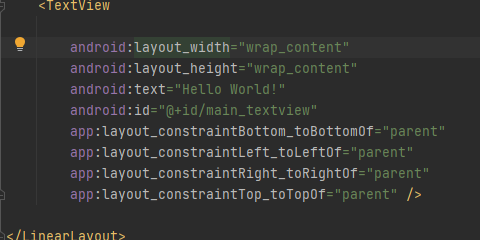 <TextView
android:layout_width="wrap_content"
android:layout_height="wrap_content"
android:text="Hello World!"
android:id="@+id/main_textview"
app:layout_constraintBottom_toBottomOf="parent"
app:layout_constraintLeft_toLeftOf="parent"
app:layout_constraintRight_toRightOf="parent"
app:layout_constraintTop_toTopOf="parent" />
</LinearLayout>